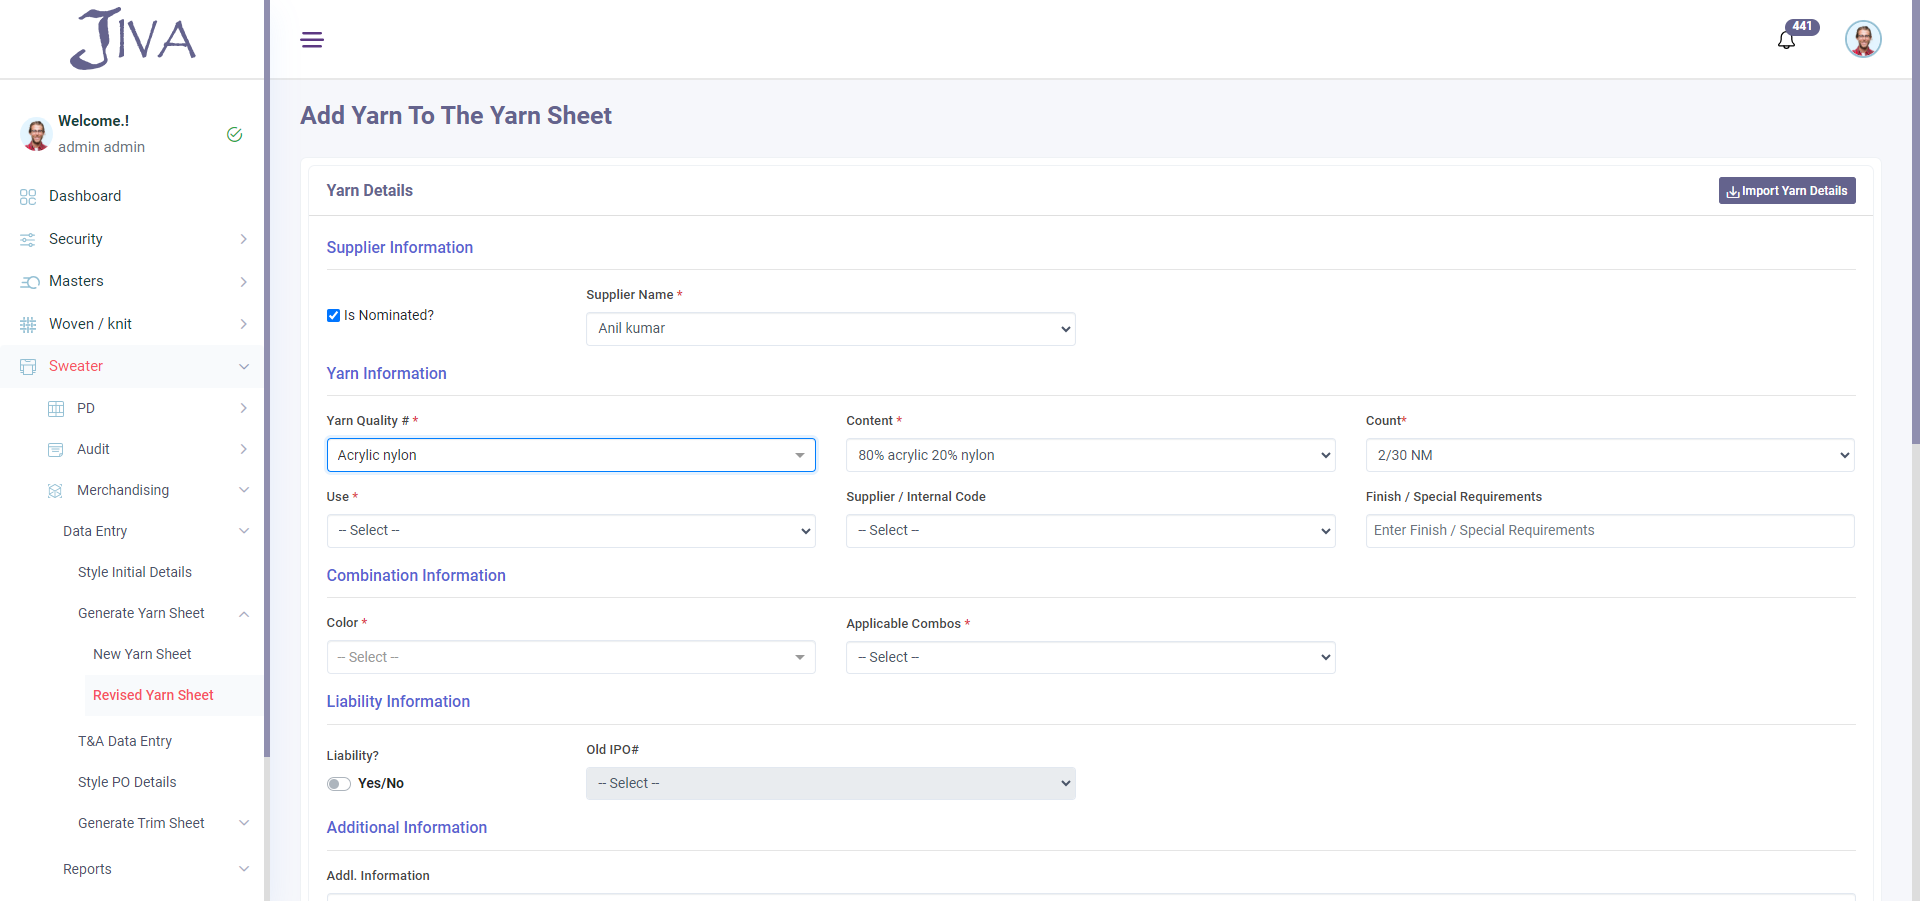 JIVA
441
Welcome.!
admin admin
Dashboard
Security
Masters
Woven / knit
Sweater
PD
Audit
Merchandising
Data Entry
Style Initial Details
Generate Yarn Sheet
New Yarn Sheet
Revised Yarn Sheet
T&A Data Entry
Style PO Details
Generate Trim Sheet
Reports
Add Yarn To The Yarn Sheet
Yarn Details
Import Yarn Details
Supplier Information
Is Nominated?
Supplier Name *
Anil kumar
Yarn Information
Yarn Quality # *
Content *
Count*
Acrylic nylon
80% acrylic 20% nylon
2/30 NM
Use *
Supplier / Internal Code
Finish / Special Requirements
-- Select --
-- Select --
Enter Finish / Special Requirements
Combination Information
Color *
Applicable Combos *
-- Select --
-- Select --
Liability Information
Liability?
Old IPO#
Yes/No
-- Select --
Additional Information
Addl. Information